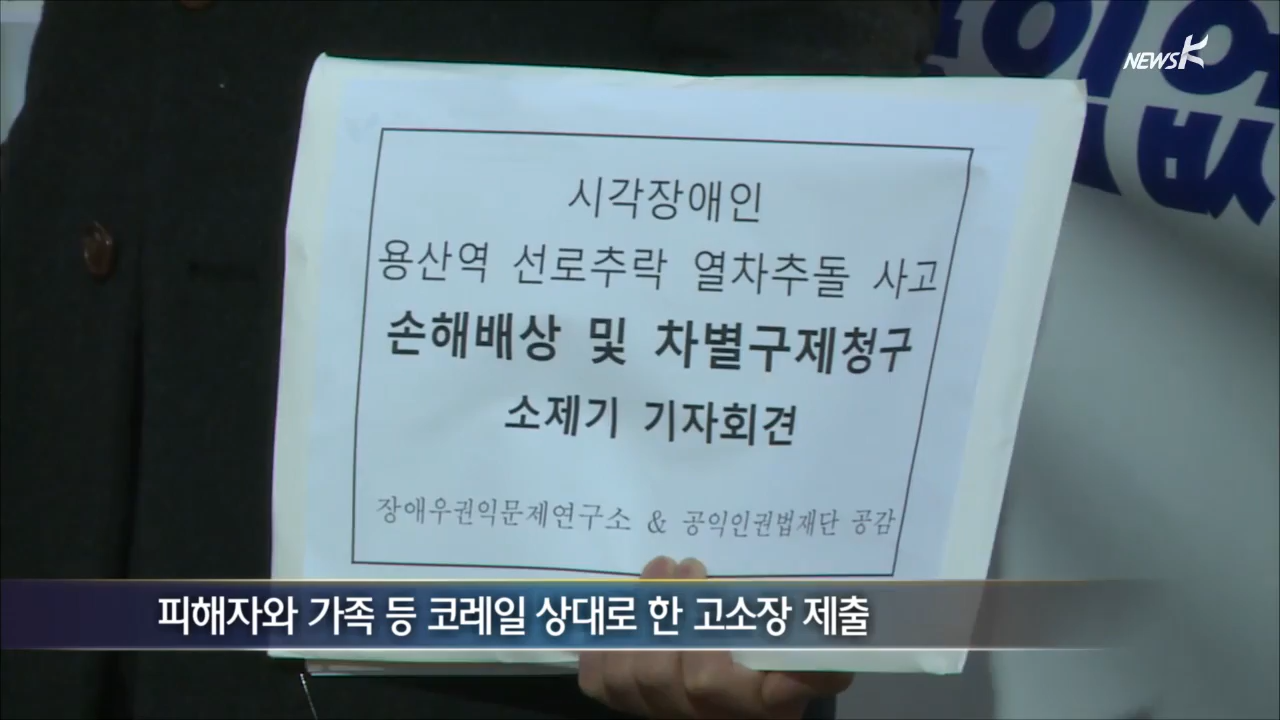 NEWSK
시각장애인
용산역 선로추락 열차추돌 사고
손해배상 및 차별구제청구
소제기 기자회견
장애우권익문제연구소 & 공익인권법재단 공감
피해자와 가족 등 코레일 상대로 한 고소장 제출